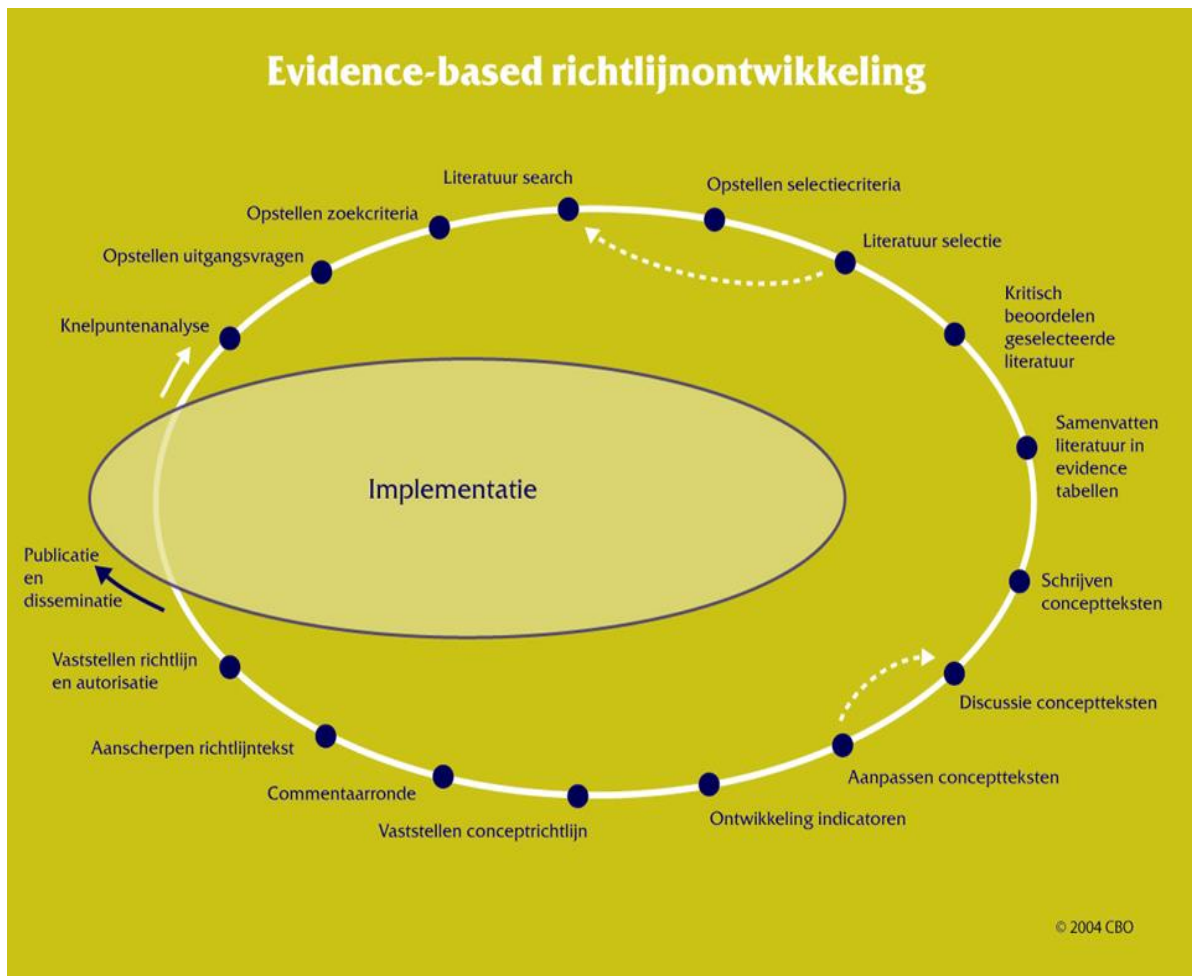 Evidence-based richtlijnontwikkeling
Literatuur search
Opstellen selectiecriteria
Opstellen zoekcriteria
Literatuur selectie
Opstellen uitgangsvragen
Kritisch
beoordelen
geselecteerde
literatuur
Knelpuntenanalyse
Samenvatten
literatuur in
evidence
tabellen
Implementatie
Publicatie
en
disseminatie
Schrijven
conceptteksten
Vaststellen richtlijn
en autorisatie
Discussie conceptteksten
Aanscherpen richtlijntekst
Aanpassen conceptteksten
Commentaarronde
Ontwikkeling indicatoren
Vaststellen conceptrichtlijn
© 2004 CBO